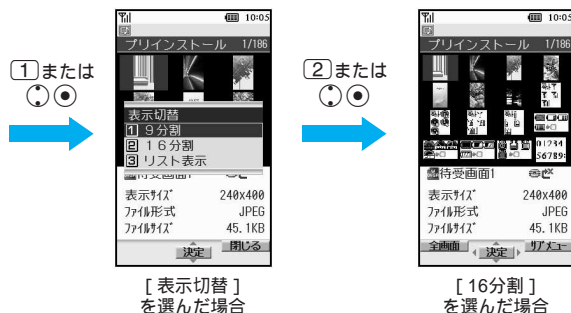 10:05
プリインストール 1/186
1または
表示切替
1 9分割
2 16分割
3 リスト表示
待受画面1
表示サイズ 240x400
ファイル形式 JPEG
ファイルサイズ 45.1KB
決定 閉じる
[表示切替]
を選んだ場合
10:05
プリインストール 1/186
2または
01234
56789:
待受画面1
表示サイズ 240x400
ファイル形式 JPEG
ファイルサイズ 45.1KB
全画面 決定 サブメニュー
[16分割]
を選んだ場合